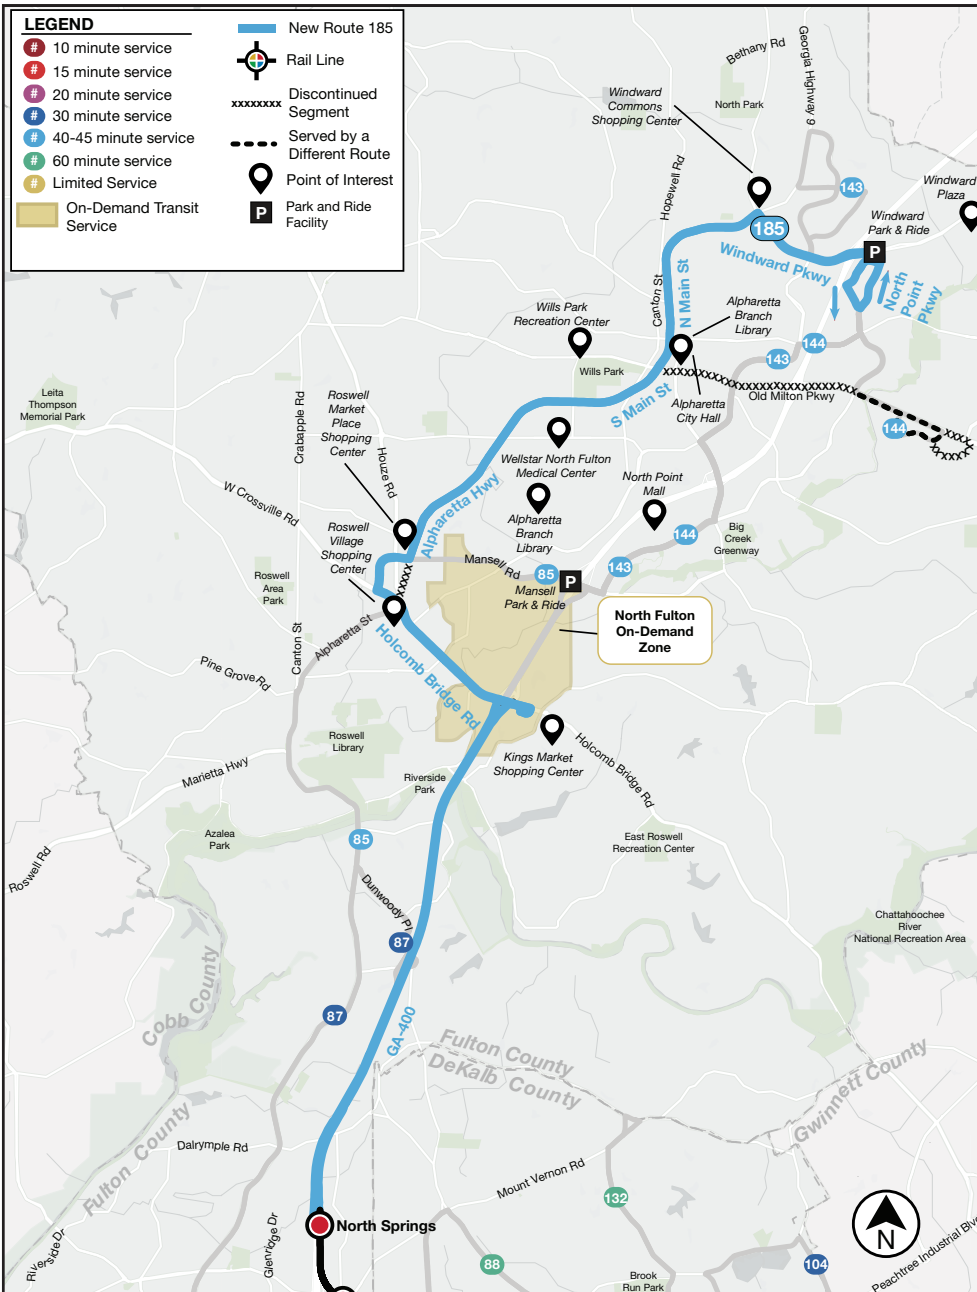 LEGEND
# 10 minute service
# 15 minute service
# 20 minute service
# 30 minute service
# 40-45 minute service
# 60 minute service
# Limited Service
On-Demand Transit
Service
New Route 185
Rail Line
xxxxxxxx
Discontinued
Segment
Served by a
Different Route
Point of Interest
P
Park and Ride
Facility
Bethany Rd
Georgia Highway 9
North Park
Windward
Commons
Shopping Center
Hopewell Rd
143
Windward
Plaza
Windward
Park & Ride
185
P
Windward Pkwy
North
Point
Pkwy
Canton St
N Main St
Alpharetta
Branch
Library
Wills Park
Recreation Center
Wills Park
144
143
Old Milton Pkwy
S Main St
Alpharetta
City Hall
144
Leita
Thompson
Memorial Park
Crabapple Rd
Roswell
Market
Place
Shopping
Center
Houze Rd
Wellstar North Fulton
Medical Center
North Point
Mall
W Crossville Rd
Alpharetta Hwy
Alpharetta
Branch
Library
Roswell
Village
Shopping
Center
144
Big
Creek
Greenway
Mansell Rd
85
P
143
Mansell
Park & Ride
Roswell
Area
Park
North Fulton
On-Demand
Zone
Canton St
Alpharetta St
Holcomb Bridge Rd
Pine Grove Rd
Roswell
Library
Kings Market
Shopping Center
Holcomb Bridge Rd
Marietta Hwy
Riverside
Park
Azalea
Park
85
East Roswell
Recreation Center
Roswell Rd
Dunwoody Pl
87
Chattahoochee
River
National Recreation Area
Cobb County
87
GA-400
Fulton County
DeKalb County
Gwinnett County
Fulton County
Dalrymple Rd
Mount Vernon Rd
132
North Springs
Riverside Dr
Glenridge Dr
88
Brook
Run Park
104
N
Peachtree Industrial Blv